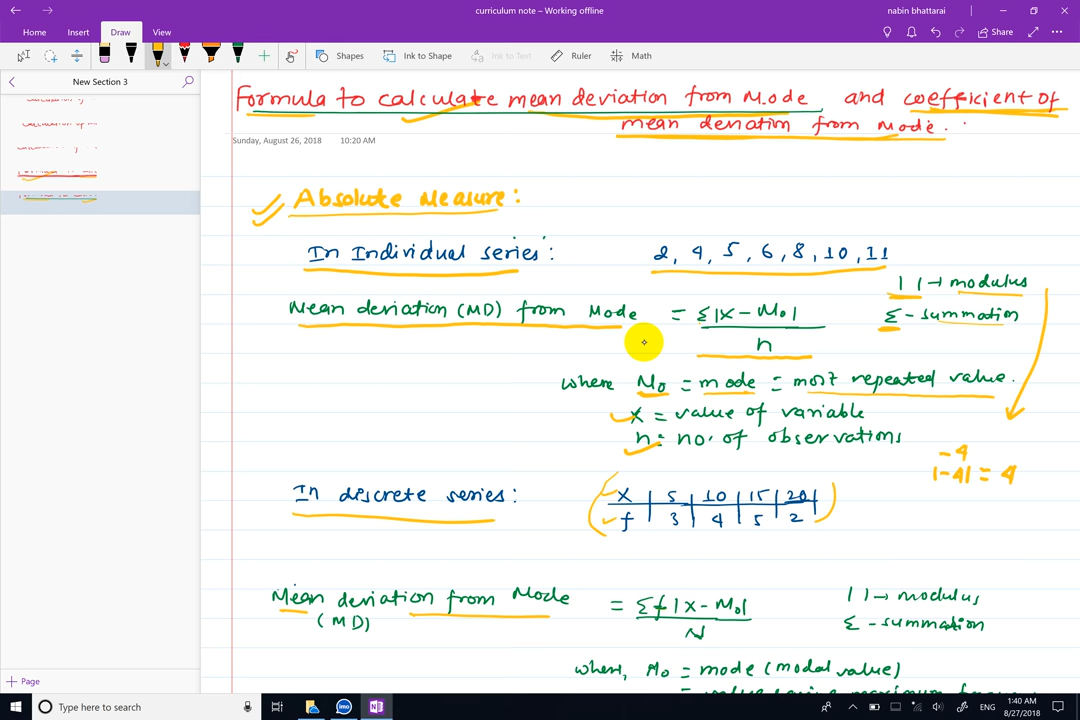 curriculum note – Working offline
nabin bhattarai
Home Insert Draw View
Share
Shapes Ink to Shape Ink to Text Ruler Math
New Section 3
Formula to calculate mean deviation from Mode and coefficient of
mean deviation from Mode.
Sunday, August 26, 2018 10:20 AM
Absolute Measure:
In Individual series: 2, 4, 5, 6, 8, 10, 11
| | → modulus
Mean deviation (MD) from Mode = Σ|X - Mo|
Σ - summation
n
where Mo = mode = most repeated value.
X = value of variable
n = no. of observations
-4
|-4| = 4
In discrete series: X | 5 | 10 | 15 | 20 |
f | 3 | 4 | 5 | 2
Mean deviation from Mode = Σf|X - Mo|
| | → modulus
(MD) N
Σ - summation
where, Mo = mode (modal value)
Page
Type here to search
ENG
1:40 AM
8/27/2018